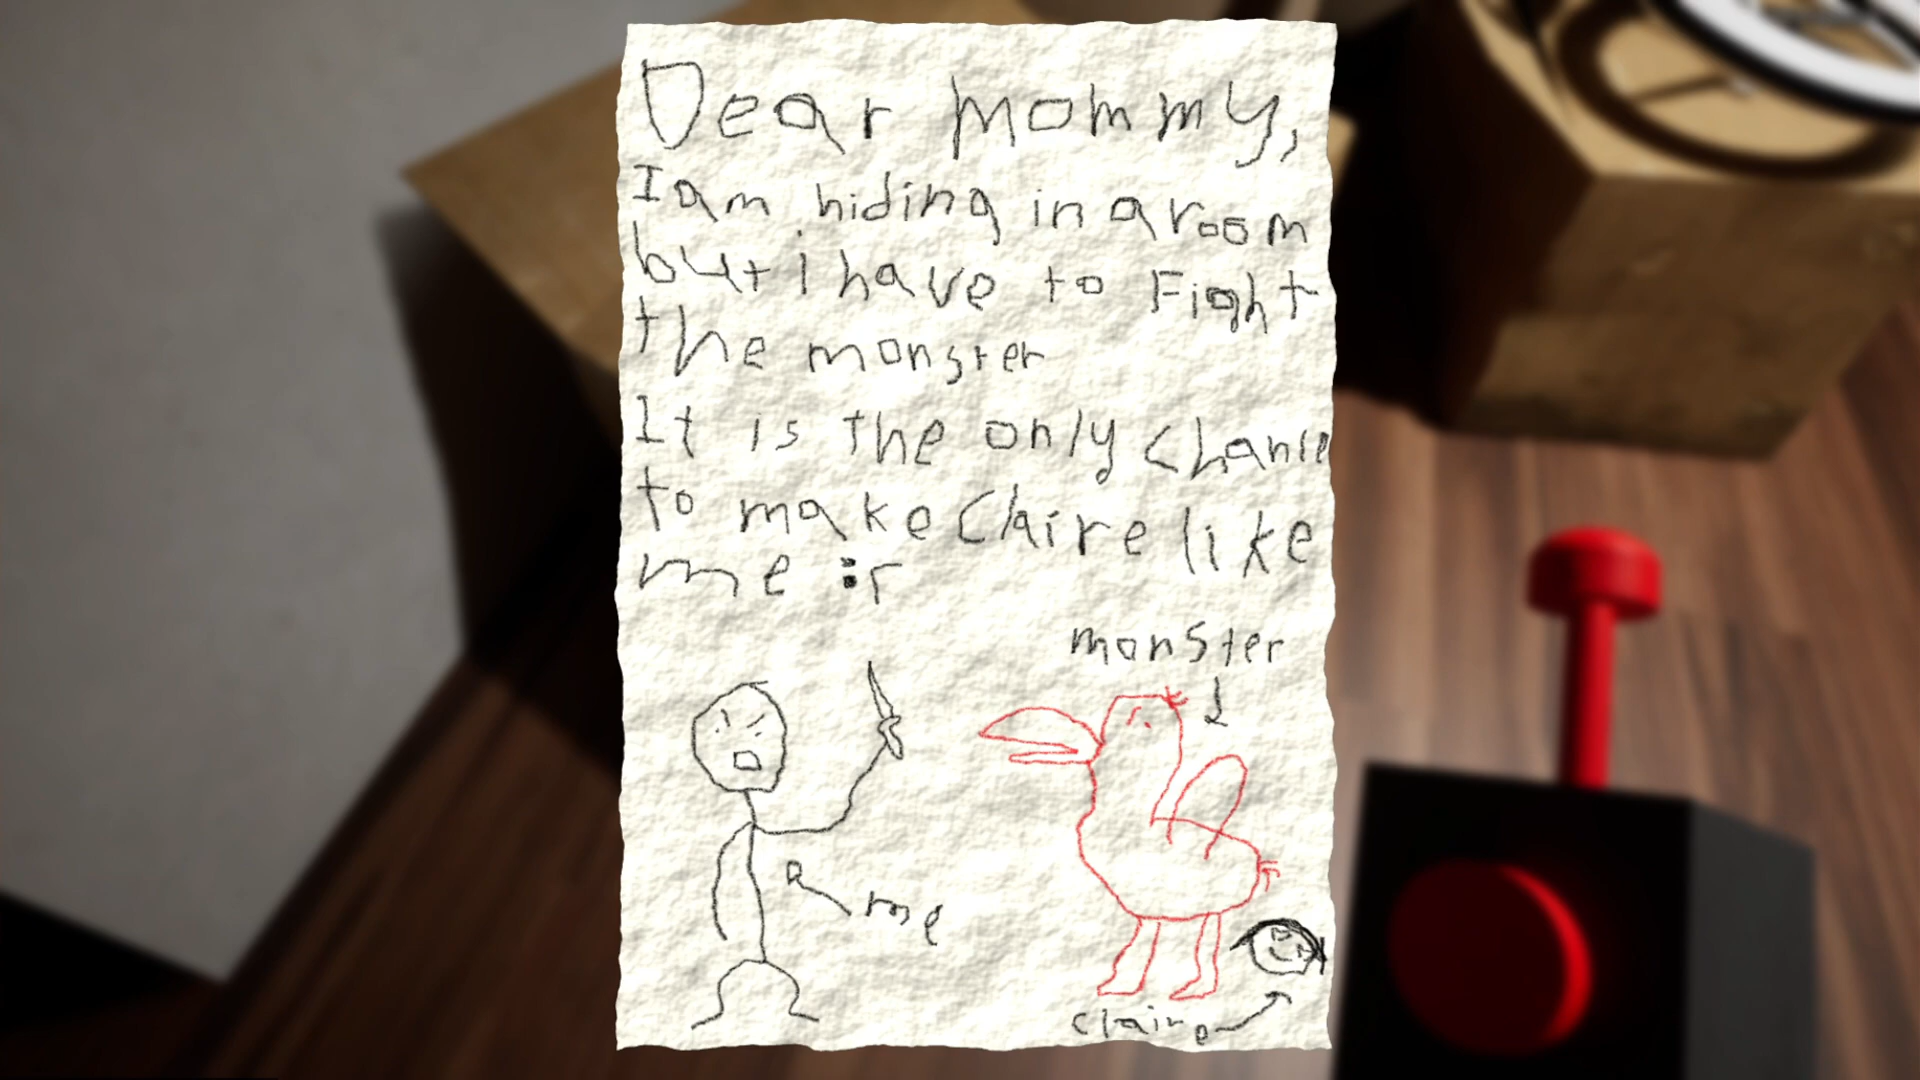 Dear mommy,
I am hiding in a room
but i have to Fight
the monster
It is the only chance
to make Claire like
me :r
monster
me
claire